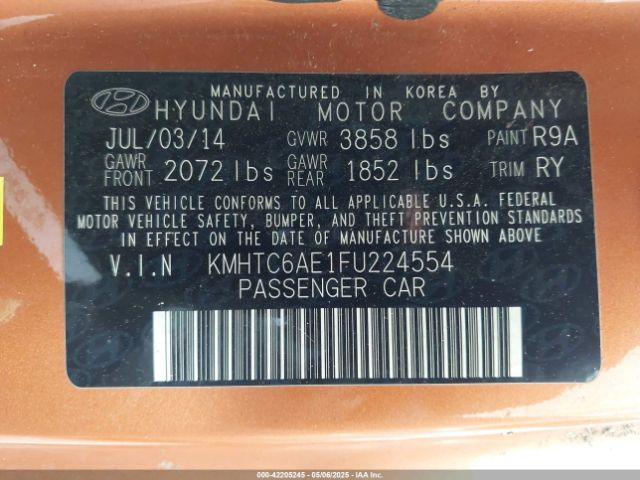 MANUFACTURED IN KOREA BY
HYUNDAI MOTOR COMPANY
JUL/03/14 GVWR 3858 lbs PAINT R9A
GAWR FRONT 2072 lbs GAWR REAR 1852 lbs TRIM RY
THIS VEHICLE CONFORMS TO ALL APPLICABLE U.S.A. FEDERAL
MOTOR VEHICLE SAFETY, BUMPER, AND THEFT PREVENTION STANDARDS
IN EFFECT ON THE DATE OF MANUFACTURE SHOWN ABOVE
V.I.N KMHTC6AE1FU224554
PASSENGER CAR
000-42205245 - 05/06/2025 - COPYRIGHT IAA, LLC.